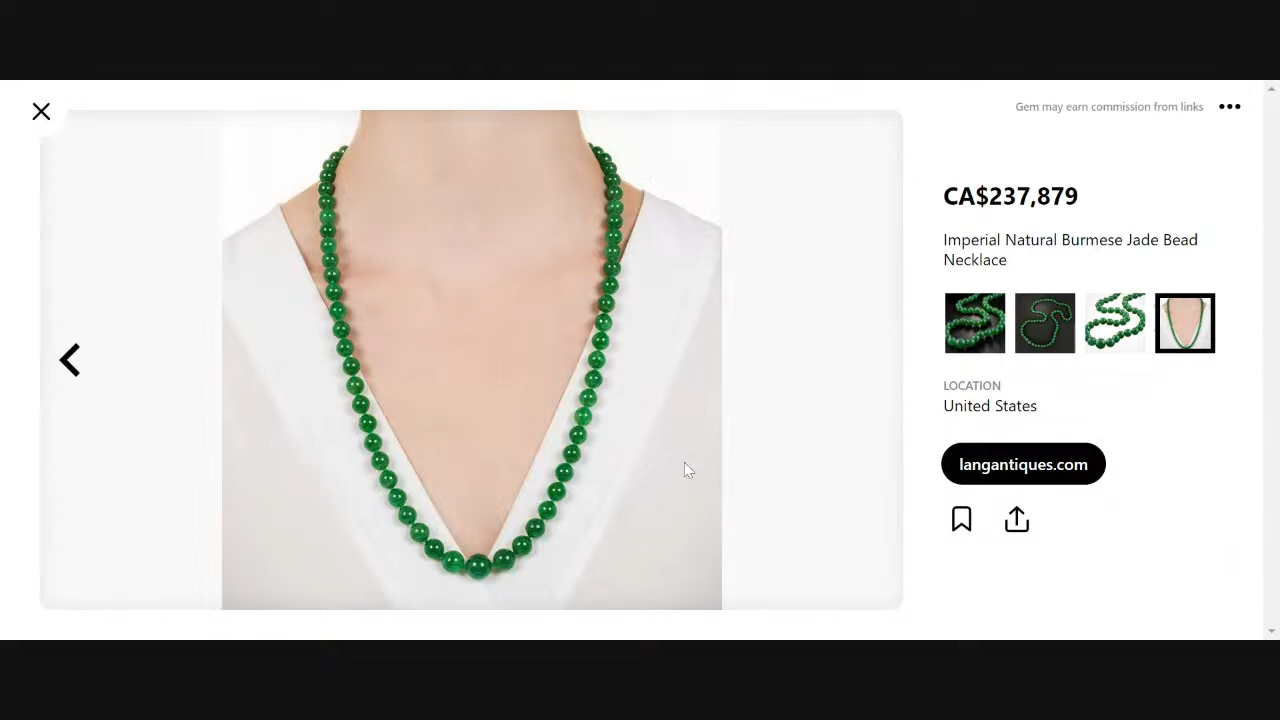 Gem may earn commission from links
CA$237,879
Imperial Natural Burmese Jade Bead
Necklace
LOCATION
United States
langantiques.com